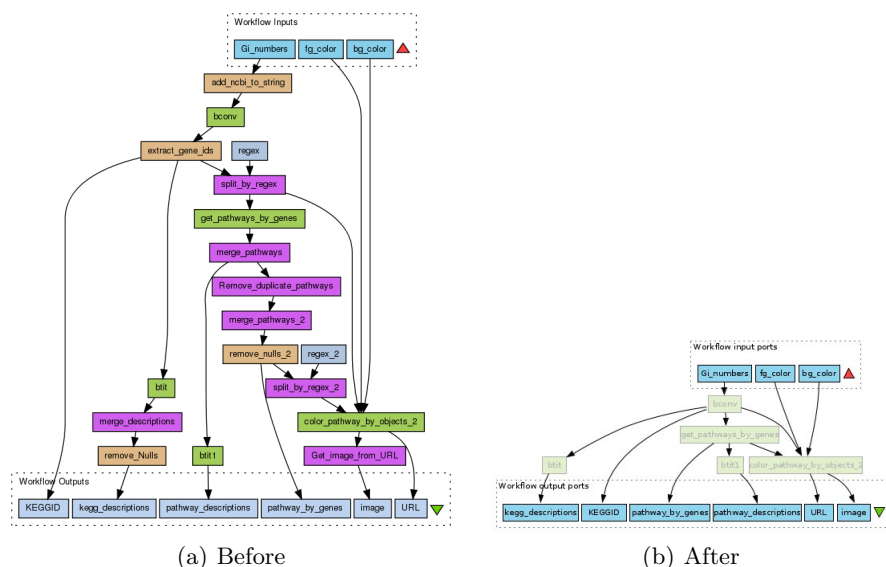 Workflow Inputs
Gi_numbers fg_color bg_color
add_ncbi_to_string
bconv
extract_gene_ids regex
split_by_regex
get_pathways_by_genes
merge_pathways
Remove_duplicate_pathways
merge_pathways_2
remove_nulls_2 regex_2
btit split_by_regex_2
merge_descriptions color_pathway_by_objects_2
remove_Nulls btit1 Get_image_from_URL
Workflow Outputs
KEGGID kegg_descriptions pathway_descriptions pathway_by_genes image URL
(a) Before
Workflow input ports
Gi_numbers fg_color bg_color
bconv
get_pathways_by_genes
btit btit1 color_pathway_by_objects_2
Workflow output ports
kegg_descriptions KEGGID pathway_by_genes pathway_descriptions URL image
(b) After